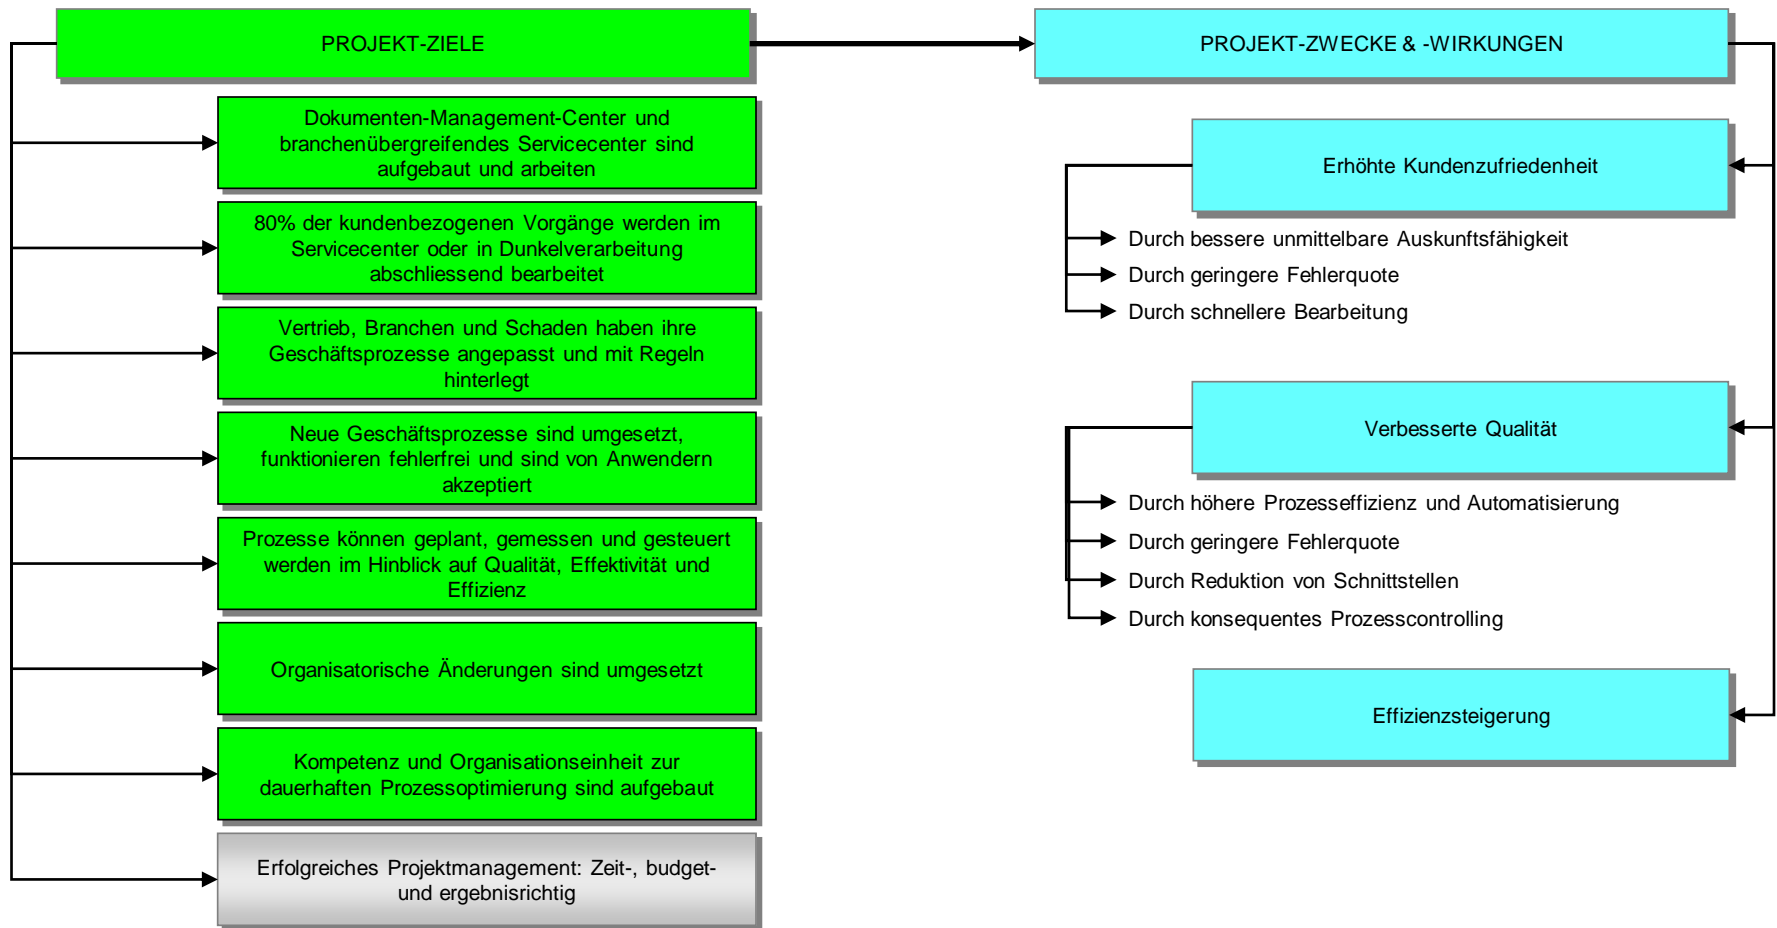 PROJEKT-ZIELE
Dokumenten-Management-Center und
branchenübergreifendes Servicecenter sind
aufgebaut und arbeiten
80% der kundenbezogenen Vorgänge werden im
Servicecenter oder in Dunkelverarbeitung
abschliessend bearbeitet
Vertrieb, Branchen und Schaden haben ihre
Geschäftsprozesse angepasst und mit Regeln
hinterlegt
Neue Geschäftsprozesse sind umgesetzt,
funktionieren fehlerfrei und sind von Anwendern
akzeptiert
Prozesse können geplant, gemessen und gesteuert
werden im Hinblick auf Qualität, Effektivität und
Effizienz
Organisatorische Änderungen sind umgesetzt
Kompetenz und Organisationseinheit zur
dauerhaften Prozessoptimierung sind aufgebaut
Erfolgreiches Projektmanagement: Zeit-, budget-
und ergebnisrichtig
PROJEKT-ZWECKE & -WIRKUNGEN
Erhöhte Kundenzufriedenheit
Durch bessere unmittelbare Auskunftsfähigkeit
Durch geringere Fehlerquote
Durch schnellere Bearbeitung
Verbesserte Qualität
Durch höhere Prozesseffizienz und Automatisierung
Durch geringere Fehlerquote
Durch Reduktion von Schnittstellen
Durch konsequentes Prozesscontrolling
Effizienzsteigerung